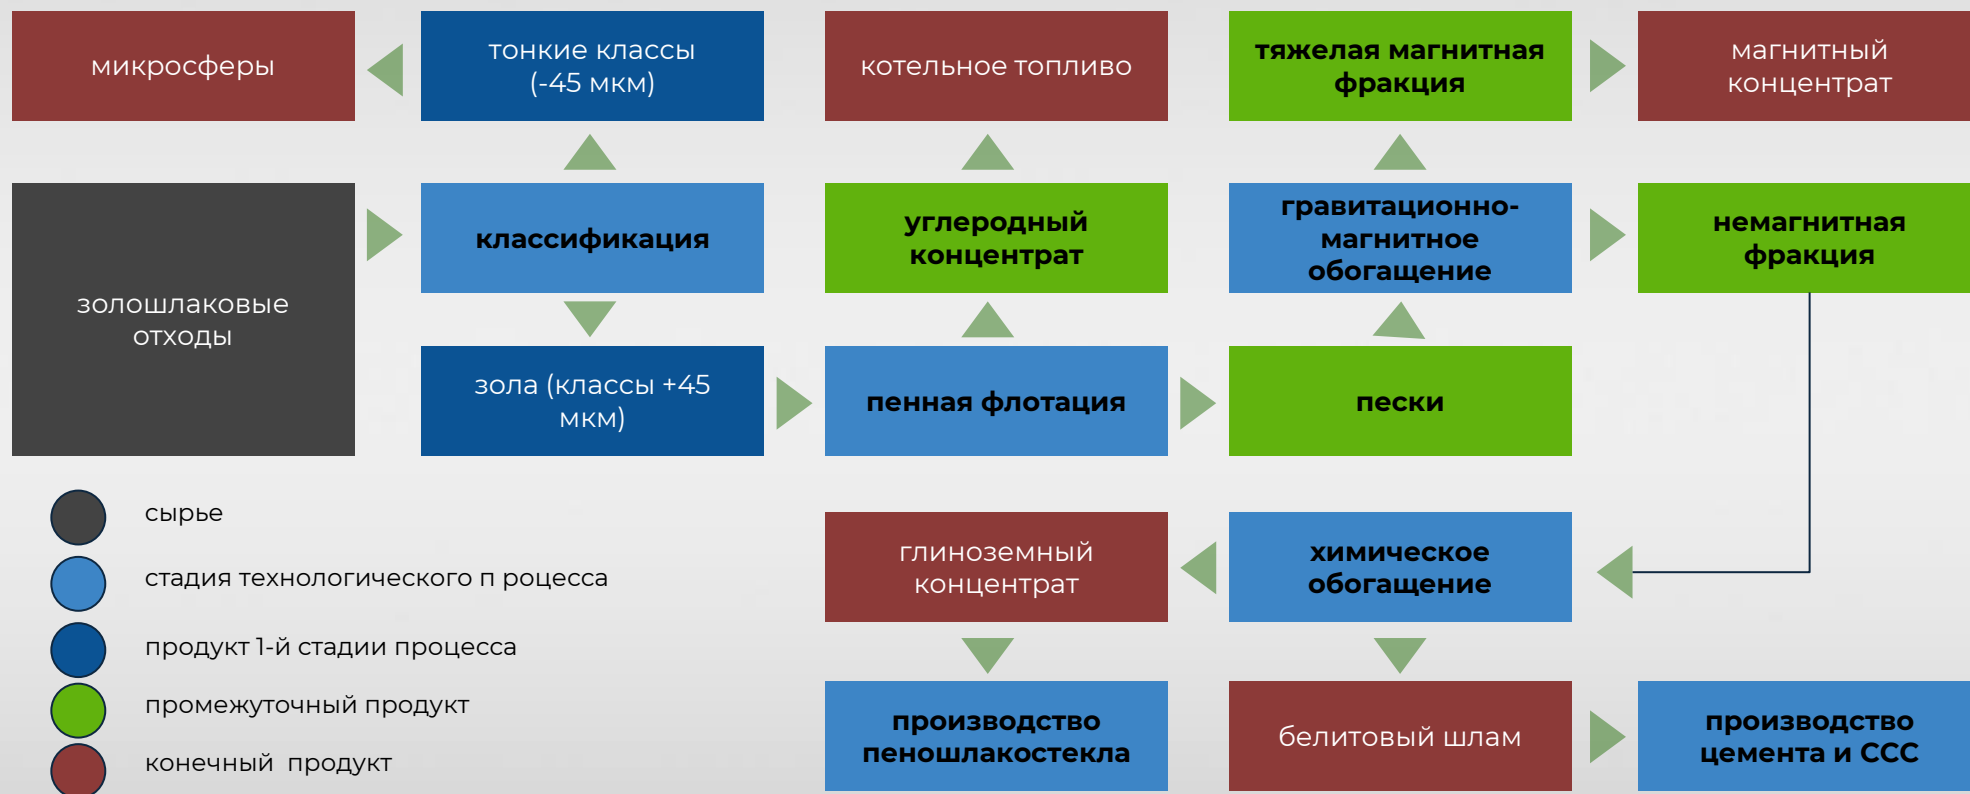 микросферы
тонкие классы
(-45 мкм)
котельное топливо
тяжелая магнитная
фракция
магнитный
концентрат
золошлаковые
отходы
классификация
углеродный
концентрат
гравитационно-
магнитное
обогащение
немагнитная
фракция
зола (классы +45
мкм)
пенная флотация
пески
сырье
стадия технологического п роцесса
продукт 1-й стадии процесса
промежуточный продукт
конечный  продукт
глиноземный
концентрат
химическое
обогащение
производство
пеношлакостекла
белитовый шлам
производство
цемента и ССС